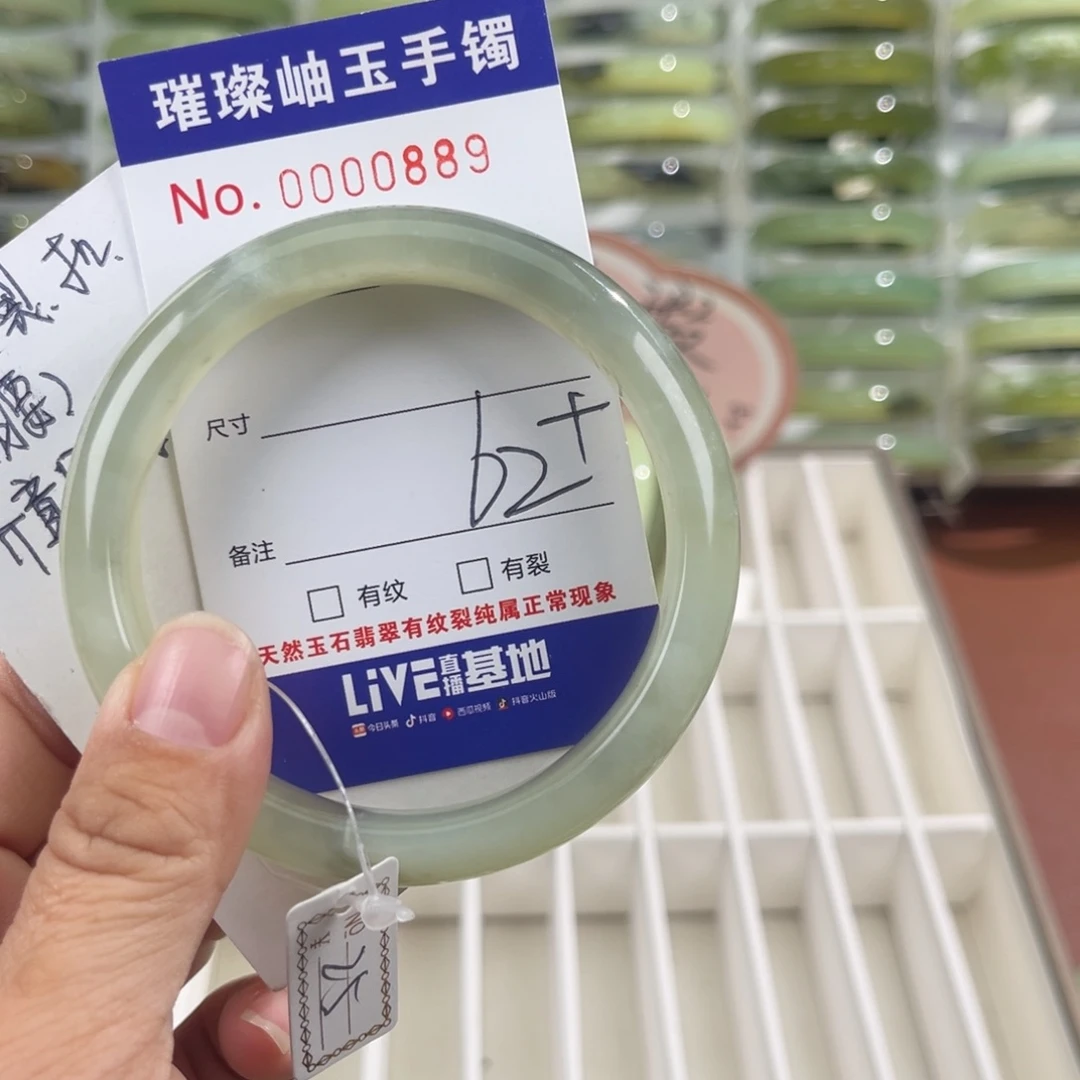 璀璨岫玉手镯
No. 0000889
尺寸
62+
备注
□ 有纹 □ 有裂
天然玉石翡翠有纹裂纯属正常现象
LiVE直播基地
今日头条 抖音 西瓜视频 抖音火山版
No
25